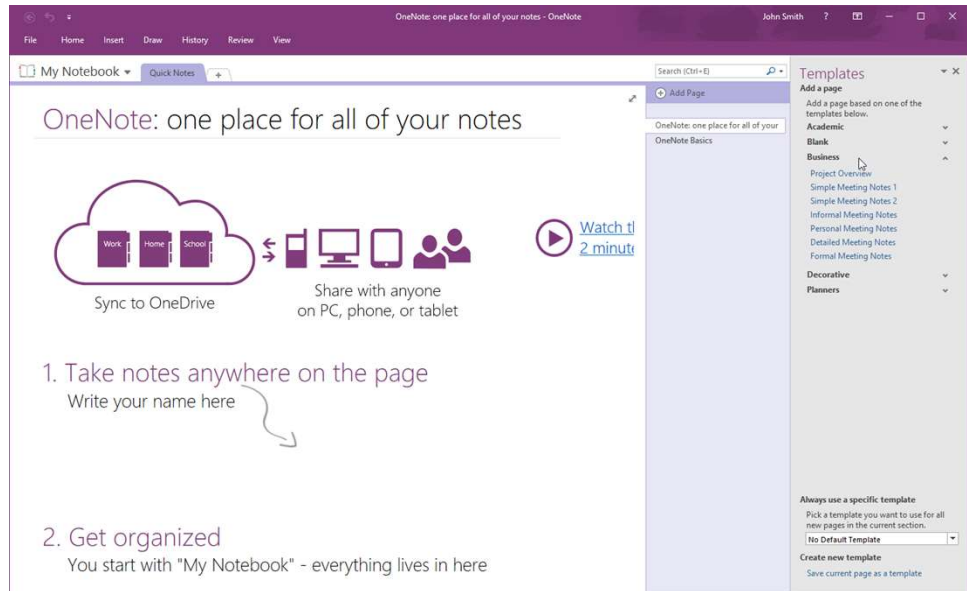 OneNote: one place for all of your notes - OneNote
John Smith
?
File Home Insert Draw History Review View
My Notebook
Quick Notes
+
Search (Ctrl+E)
Add Page
OneNote: one place for all of your
OneNote Basics
OneNote: one place for all of your notes
Work Home School
Sync to OneDrive
Share with anyone
on PC, phone, or tablet
Watch t
2 minute
1. Take notes anywhere on the page
Write your name here
2. Get organized
You start with "My Notebook" - everything lives in here
Templates
Add a page
Add a page based on one of the
templates below.
Academic
Blank
Business
Project Overview
Simple Meeting Notes 1
Simple Meeting Notes 2
Informal Meeting Notes
Personal Meeting Notes
Detailed Meeting Notes
Formal Meeting Notes
Decorative
Planners
Always use a specific template
Pick a template you want to use for all
new pages in the current section.
No Default Template
Create new template
Save current page as a template